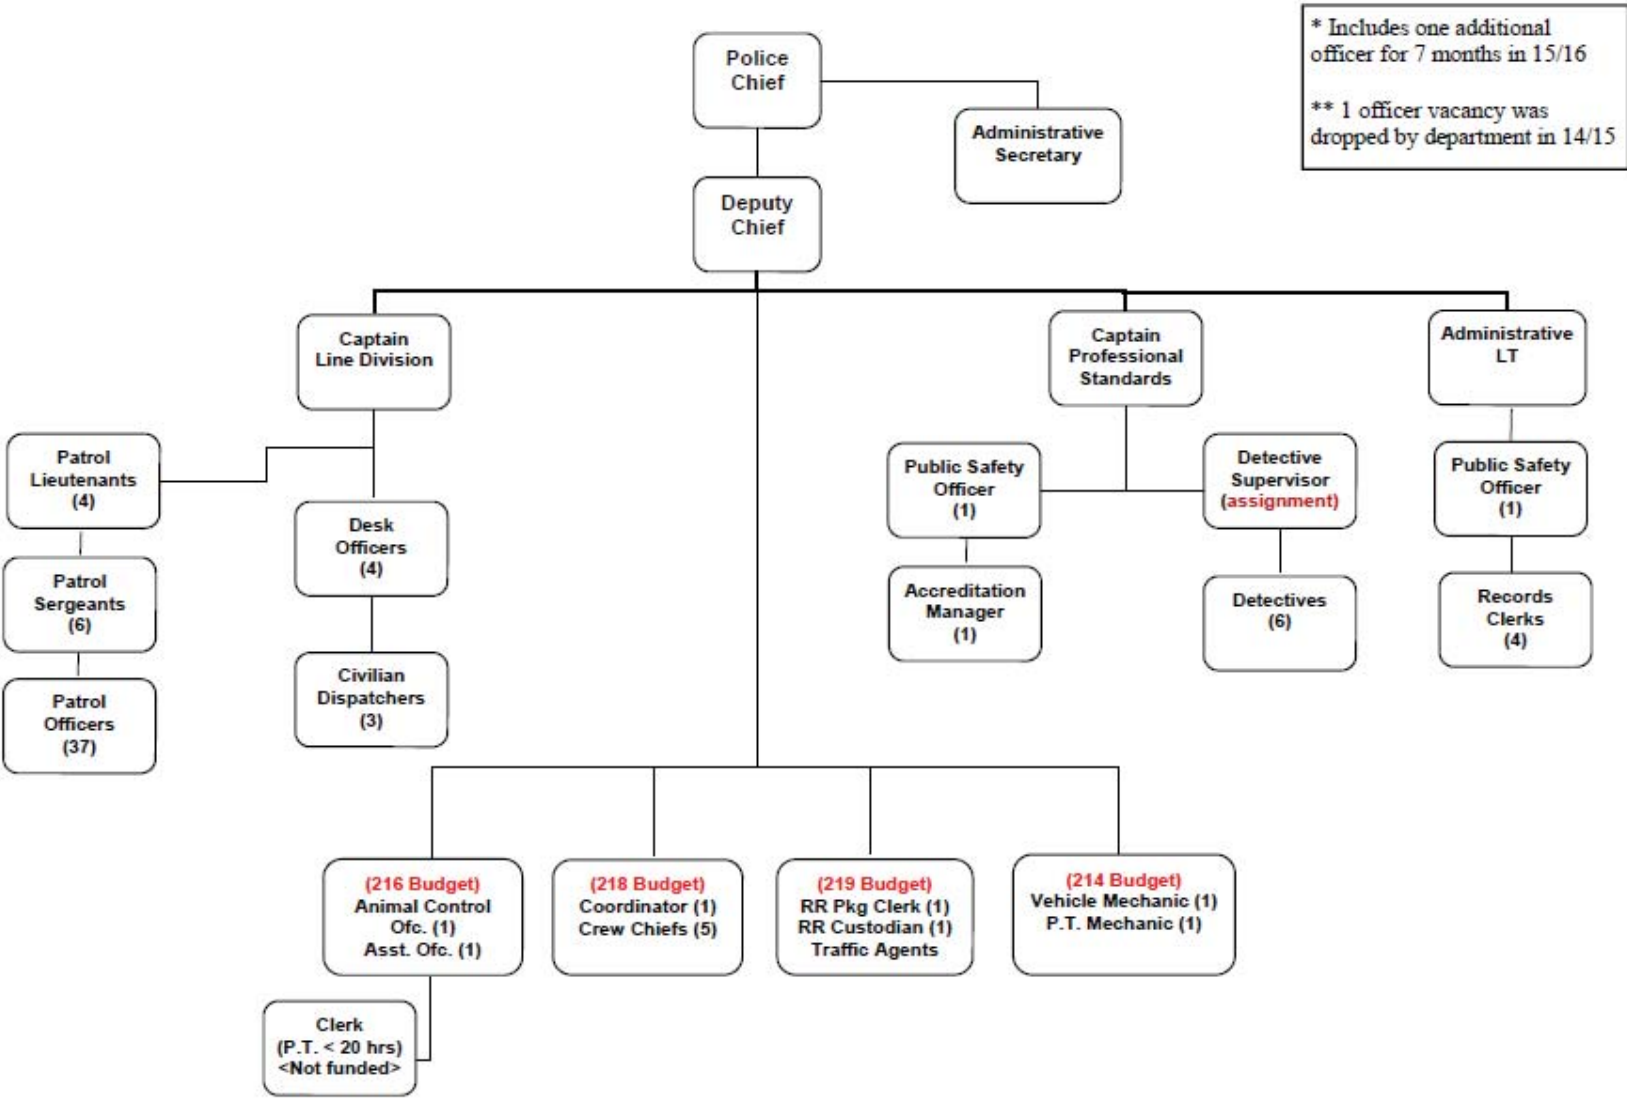 * Includes one additional
officer for 7 months in 15/16
** 1 officer vacancy was
dropped by department in 14/15
Police
Chief
Administrative
Secretary
Deputy
Chief
Captain
Line Division
Captain
Professional
Standards
Administrative
LT
Patrol
Lieutenants
(4)
Patrol
Sergeants
(6)
Patrol
Officers
(37)
Desk
Officers
(4)
Civilian
Dispatchers
(3)
Public Safety
Officer
(1)
Accreditation
Manager
(1)
Detective
Supervisor
(assignment)
Detectives
(6)
Public Safety
Officer
(1)
Records
Clerks
(4)
(216 Budget)
Animal Control
Ofc. (1)
Asst. Ofc. (1)
Clerk
(P.T. < 20 hrs)
<Not funded>
(218 Budget)
Coordinator (1)
Crew Chiefs (5)
(219 Budget)
RR Pkg Clerk (1)
RR Custodian (1)
Traffic Agents
(214 Budget)
Vehicle Mechanic (1)
P.T. Mechanic (1)